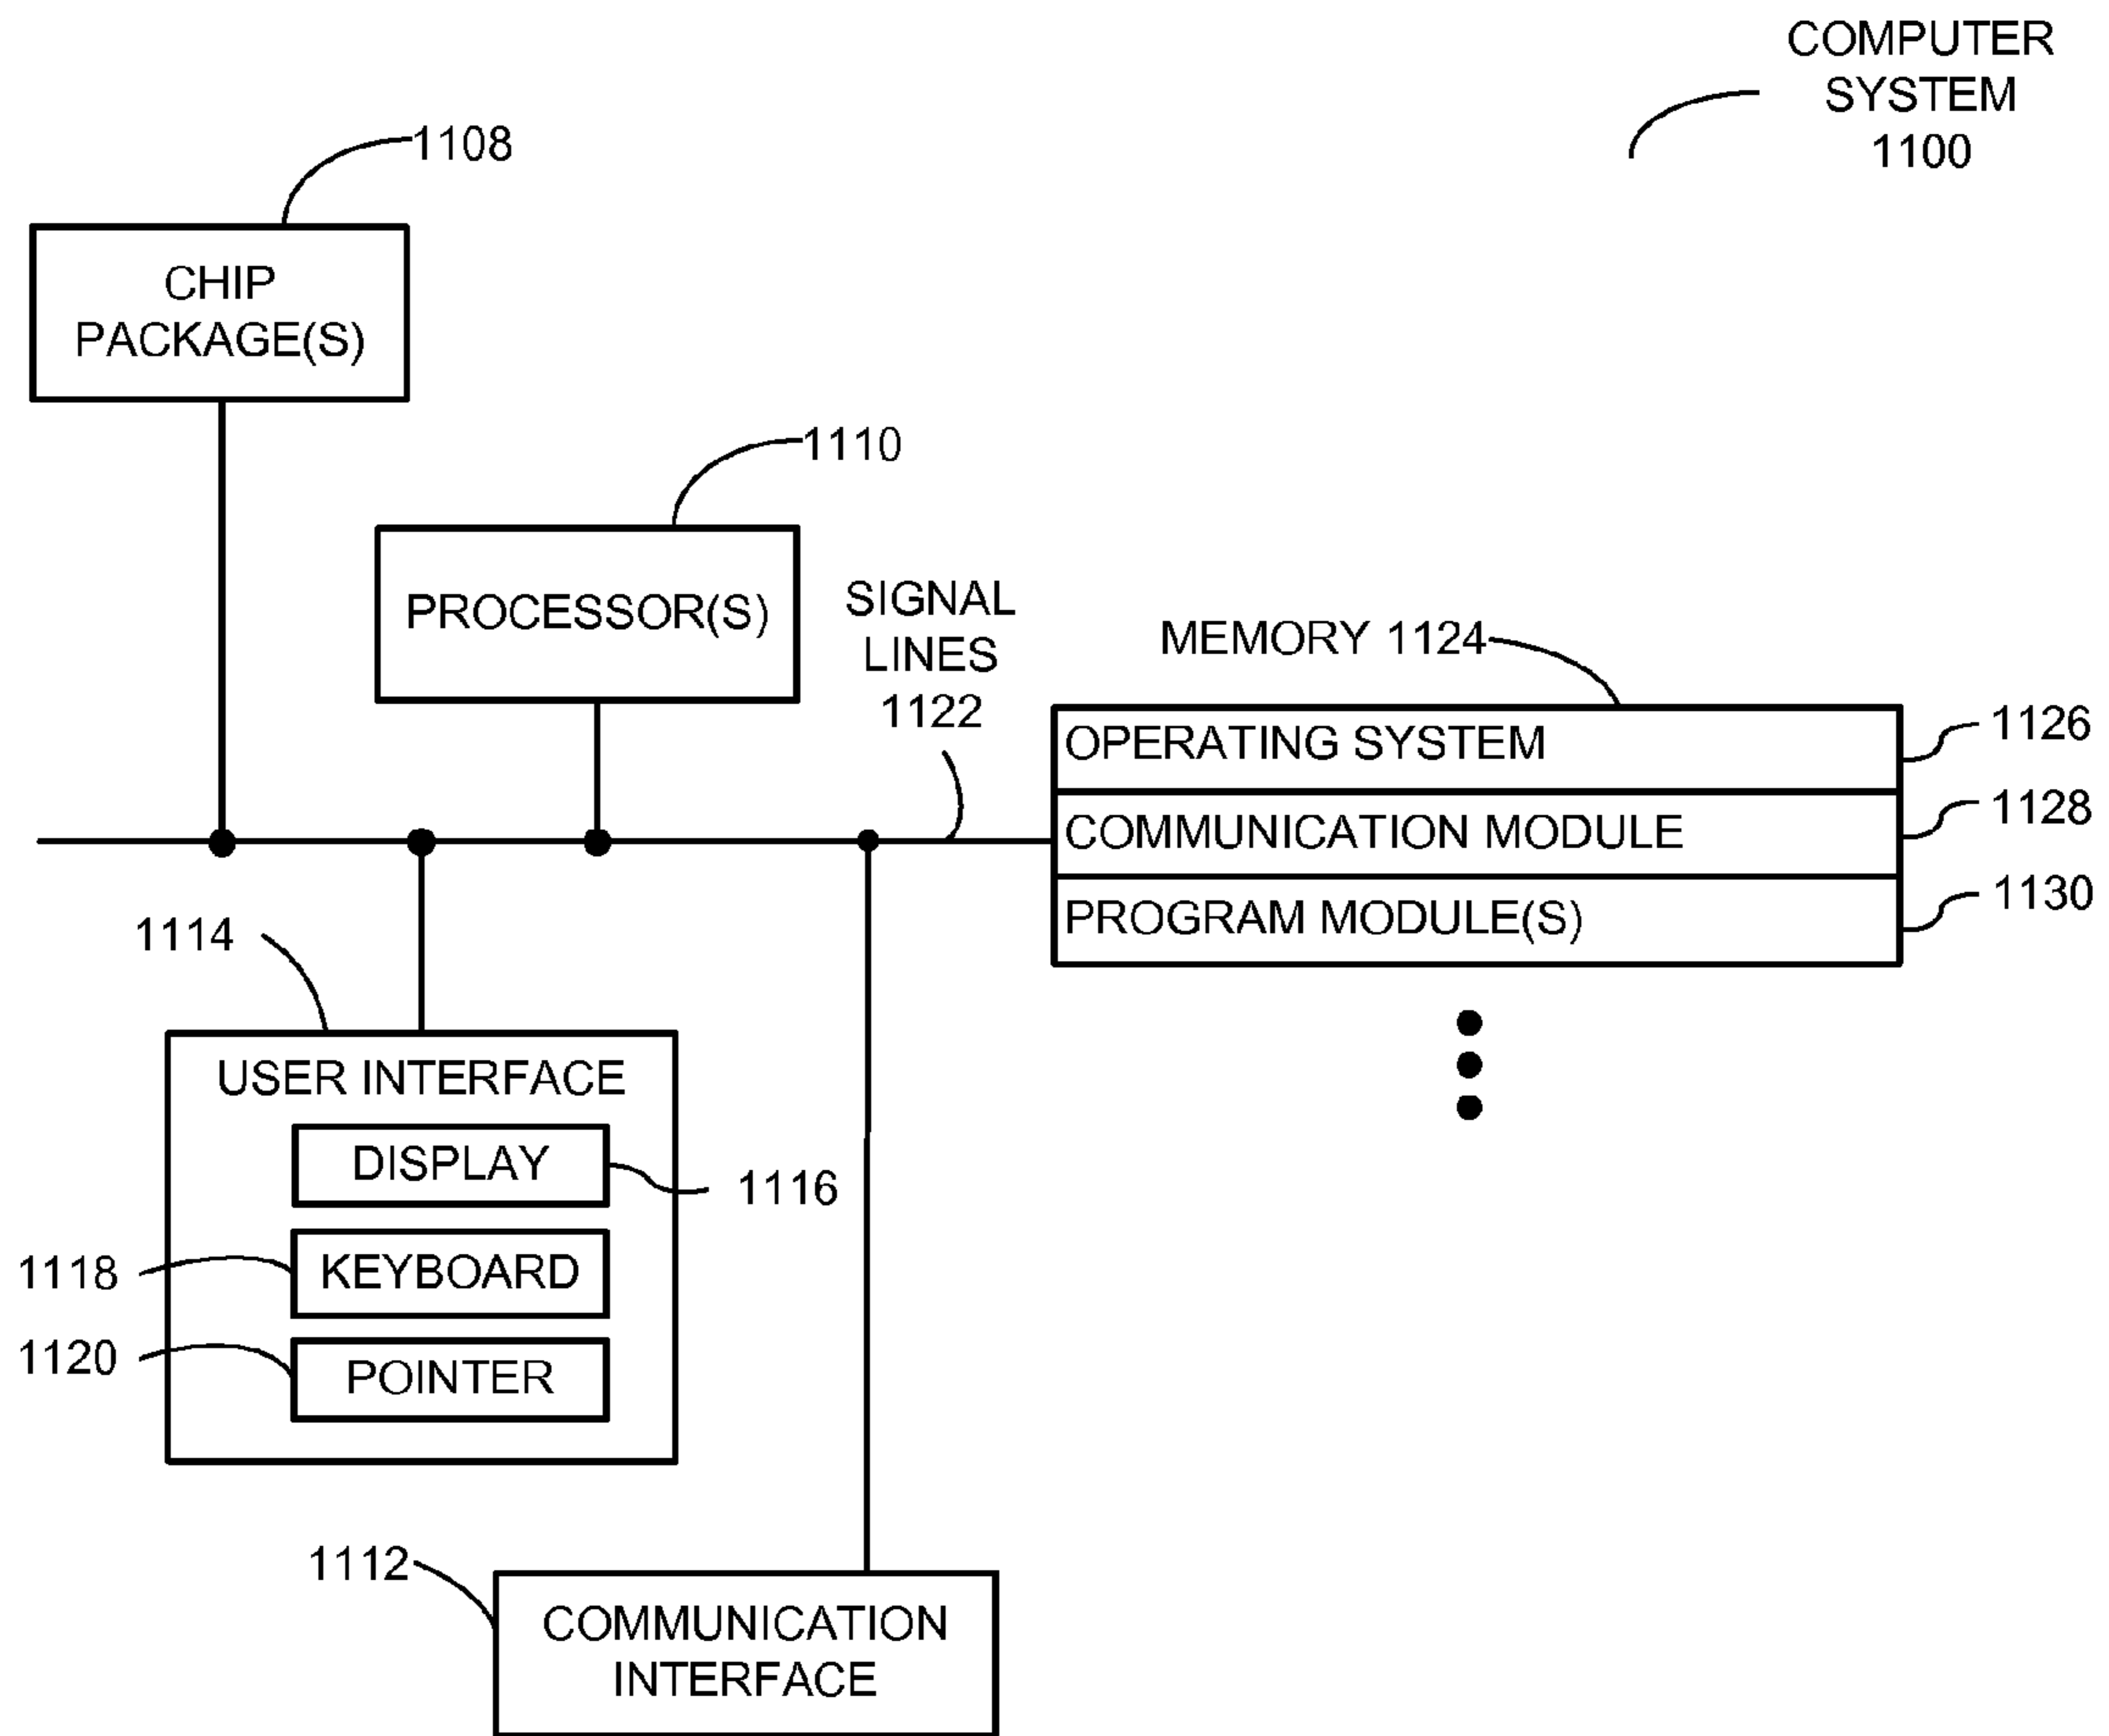 COMPUTER
SYSTEM
1100
1108
CHIP
PACKAGE(S)
1110
PROCESSOR(S)
SIGNAL
LINES
1122
MEMORY 1124
OPERATING SYSTEM
1126
COMMUNICATION MODULE
1128
PROGRAM MODULE(S)
1130
1114
USER INTERFACE
DISPLAY
1116
1118
KEYBOARD
1120
POINTER
1112
COMMUNICATION
INTERFACE